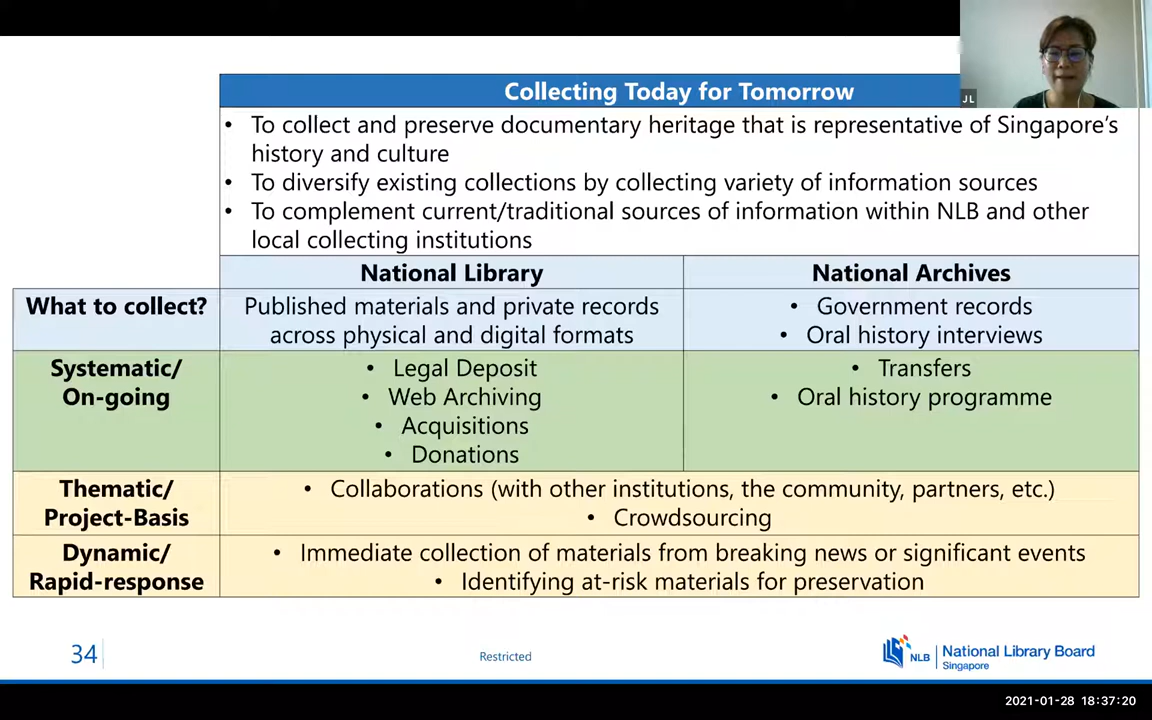 JL
Collecting Today for Tomorrow
• To collect and preserve documentary heritage that is representative of Singapore's
history and culture
• To diversify existing collections by collecting variety of information sources
• To complement current/traditional sources of information within NLB and other
local collecting institutions
National Library
National Archives
What to collect?
Published materials and private records
across physical and digital formats
• Government records
• Oral history interviews
Systematic/
On-going
• Legal Deposit
• Web Archiving
• Acquisitions
• Donations
• Transfers
• Oral history programme
Thematic/
Project-Basis
• Collaborations (with other institutions, the community, partners, etc.)
• Crowdsourcing
Dynamic/
Rapid-response
• Immediate collection of materials from breaking news or significant events
• Identifying at-risk materials for preservation
34
Restricted
NLB
National Library Board
Singapore
2021-01-28 18:37:20